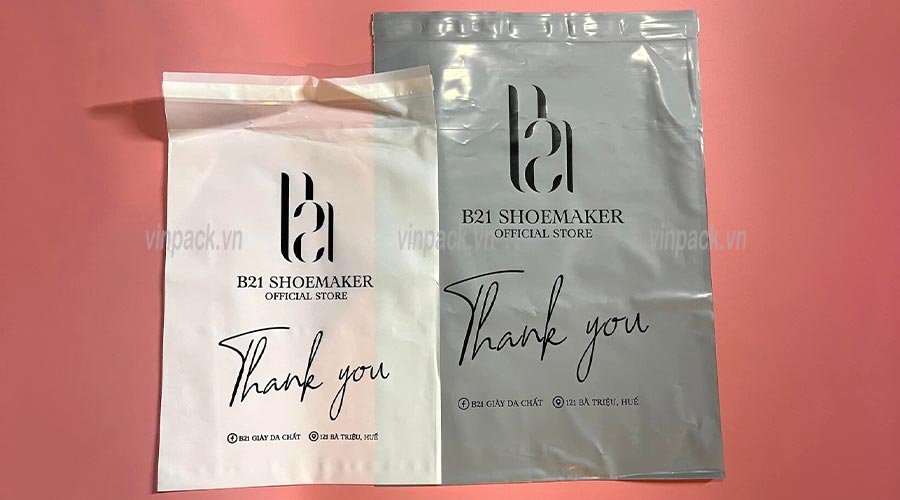 b21
B21 SHOEMAKER
OFFICIAL STORE
Thank you
B21 GIÀY DA CHẤT 121 BÀ TRIỆU, HUẾ
b21
B21 SHOEMAKER
OFFICIAL STORE
Thank you
B21 GIÀY DA CHẤT 121 BÀ TRIỆU, HUẾ
vinpack.vn vinpack.vn vinpack.vn